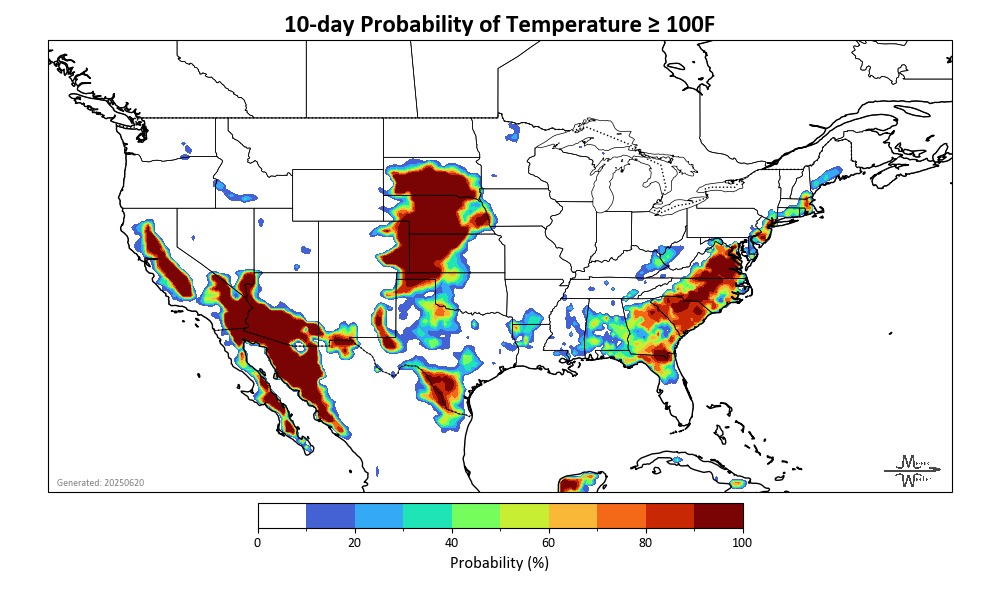 10-day Probability of Temperature ≥ 100F
Generated: 20250620
0 20 40 60 80 100
Probability (%)